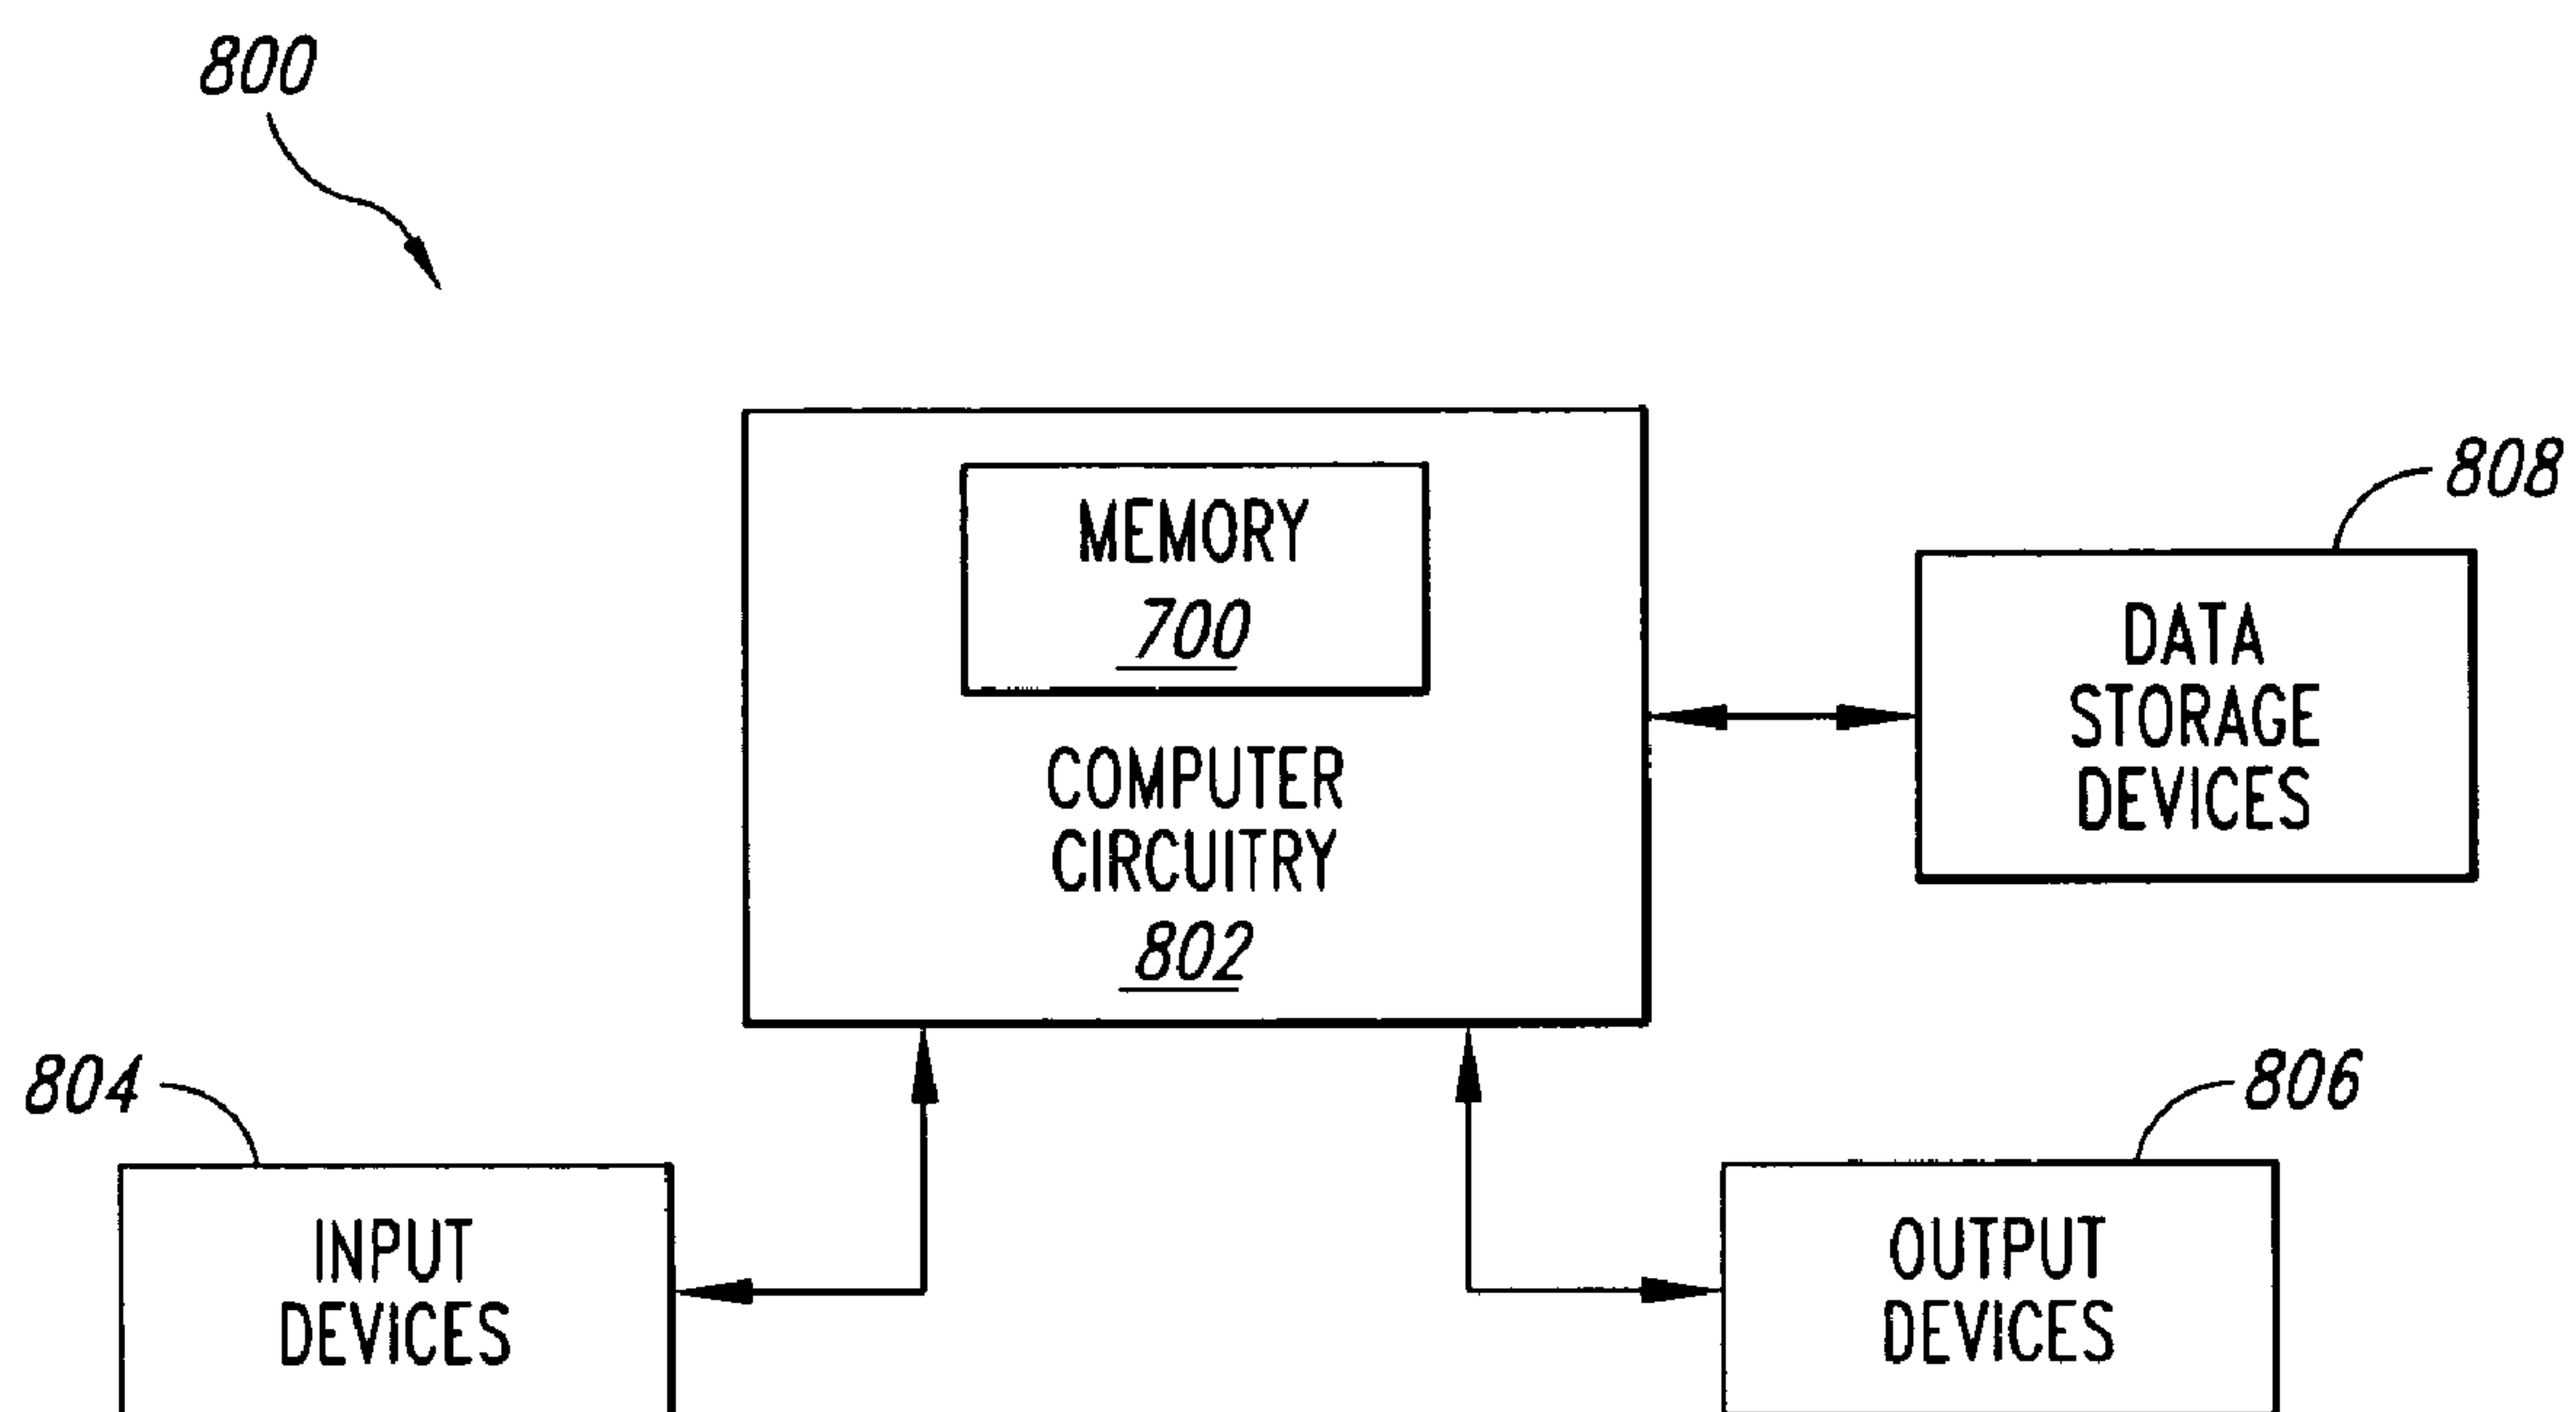 800
MEMORY
700
808
DATA
STORAGE
DEVICES
COMPUTER
CIRCUITRY
802
804
806
INPUT
DEVICES
OUTPUT
DEVICES